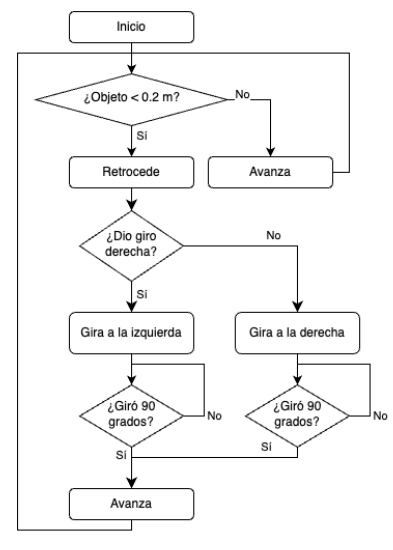 Inicio
¿Objeto < 0.2 m?
No
Sí
Retrocede
Avanza
¿Dio giro
derecha?
No
Sí
Gira a la izquierda
Gira a la derecha
¿Giró 90
grados?
No
¿Giró 90
grados?
No
Sí
Sí
Avanza